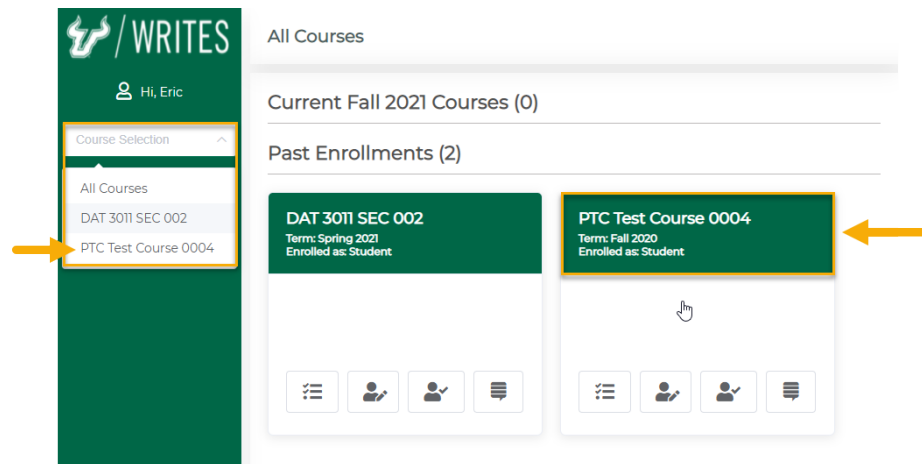 / WRITES
Hi, Eric
Course Selection
All Courses
DAT 3011 SEC 002
PTC Test Course 0004
All Courses
Current Fall 2021 Courses (0)
Past Enrollments (2)
DAT 3011 SEC 002
Term: Spring 2021
Enrolled as: Student
PTC Test Course 0004
Term: Fall 2020
Enrolled as: Student